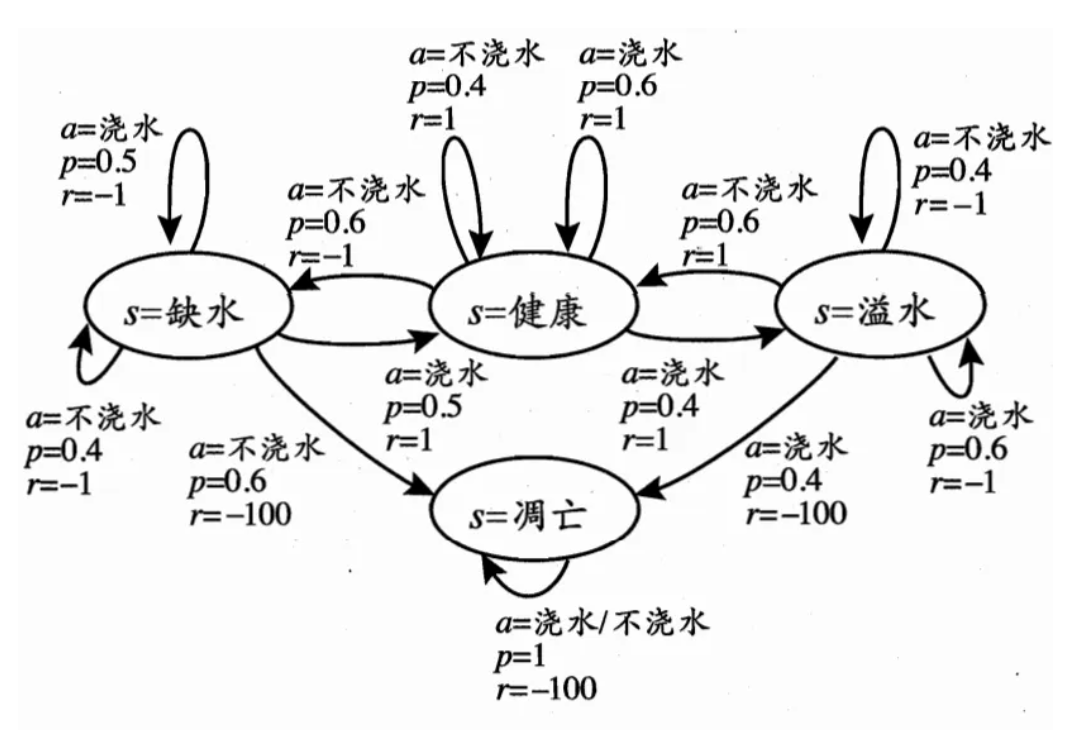 a=不浇水
p=0.4
r=1
a=浇水
p=0.6
r=1
a=浇水
p=0.5
r=-1
a=不浇水
p=0.6
r=-1
a=不浇水
p=0.6
r=1
a=不浇水
p=0.4
r=-1
s=缺水
s=健康
s=溢水
a=不浇水
p=0.4
r=-1
a=不浇水
p=0.6
r=-100
a=浇水
p=0.5
r=1
a=浇水
p=0.4
r=1
a=浇水
p=0.4
r=-100
a=浇水
p=0.6
r=-1
s=凋亡
a=浇水/不浇水
p=1
r=-100